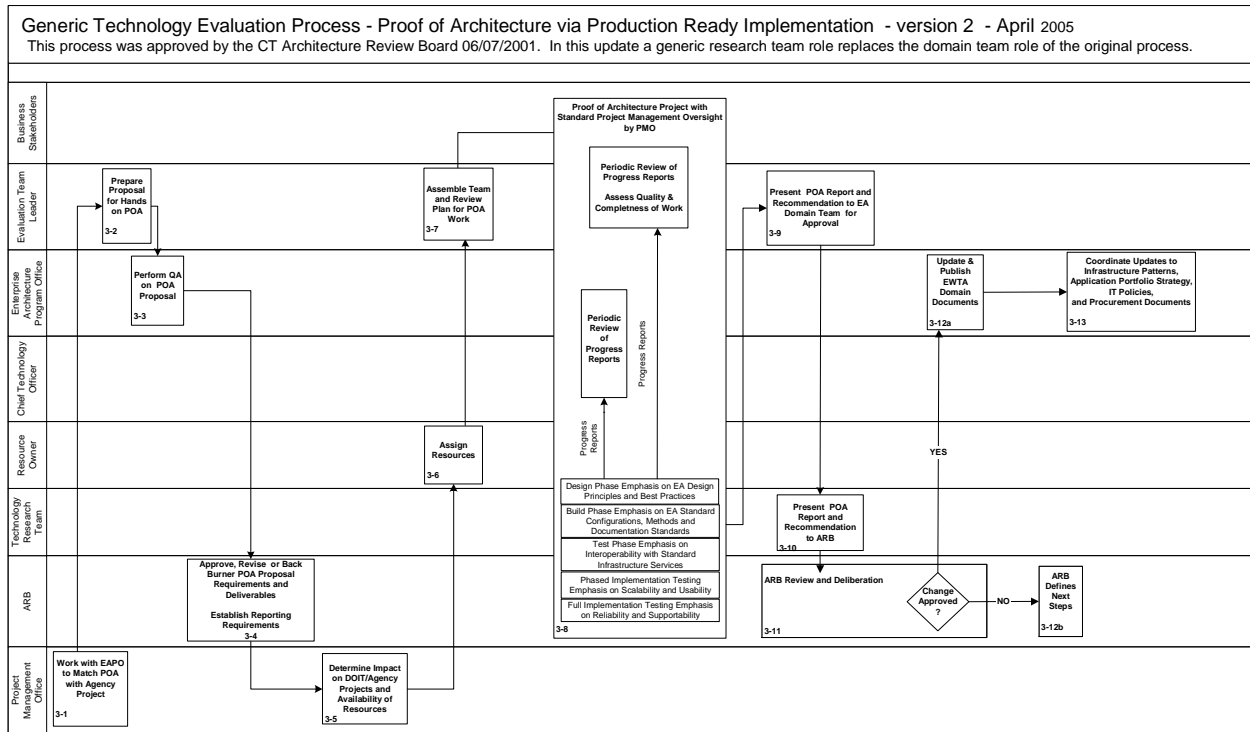 Generic Technology Evaluation Process - Proof of Architecture via Production Ready Implementation - version 2 - April 2005
This process was approved by the CT Architecture Review Board 06/07/2001. In this update a generic research team role replaces the domain team role of the original process.
Business
Stakeholders
Proof of Architecture Project with
Standard Project Management Oversight
by PMO
Evaluation Team
Leader
Prepare
Proposal
for Hands
on POA
3-2
Assemble Team
and Review
Plan for POA
Work
3-7
Periodic Review of
Progress Reports
Assess Quality &
Completness of Work
Present POA Report and
Recommendation to EA
Domain Team for
Approval
3-9
Enterprise
Architecture
Program Office
Perform QA
on POA
Proposal
3-3
Periodic
Review
of
Progress
Reports
Progress Reports
Update &
Publish
EWTA
Domain
Documents
3-12a
Coordinate Updates to
Infrastructure Patterns,
Application Portfolio Strategy,
IT Policies,
and Procurement Documents
3-13
Chief Technology
Officer
Resource
Owner
Assign
Resources
3-6
Progress
Reports
YES
Technology
Research
Team
Design Phase Emphasis on EA Design
Principles and Best Practices
Build Phase Emphasis on EA Standard
Configurations, Methods and
Documentation Standards
Test Phase Emphasis on
Interoperability with Standard
Infrastructure Services
Phased Implementation Testing
Emphasis on Scalability and Usability
Full Implementation Testing Emphasis
on Reliability and Supportability
3-8
Present POA
Report and
Recommendation
to ARB
3-10
ARB
Approve, Revise or Back
Burner POA Proposal
Requirements and
Deliverables
Establish Reporting
Requirements
3-4
ARB Review and Deliberation
3-11
Change
Approved
?
NO
ARB
Defines
Next
Steps
3-12b
Project
Management
Office
Work with EAPO
to Match POA
with Agency
Project
3-1
Determine Impact
on DOIT/Agency
Projects and
Availability of
Resources
3-5